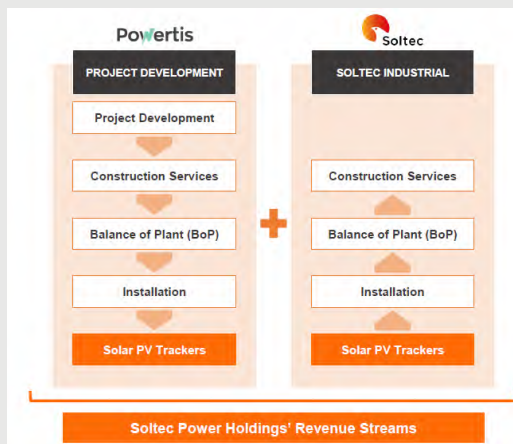 Powertis
Soltec
PROJECT DEVELOPMENT
SOLTEC INDUSTRIAL
Project Development
Construction Services
Construction Services
Balance of Plant (BoP)
Balance of Plant (BoP)
Installation
Installation
Solar PV Trackers
Solar PV Trackers
Soltec Power Holdings' Revenue Streams